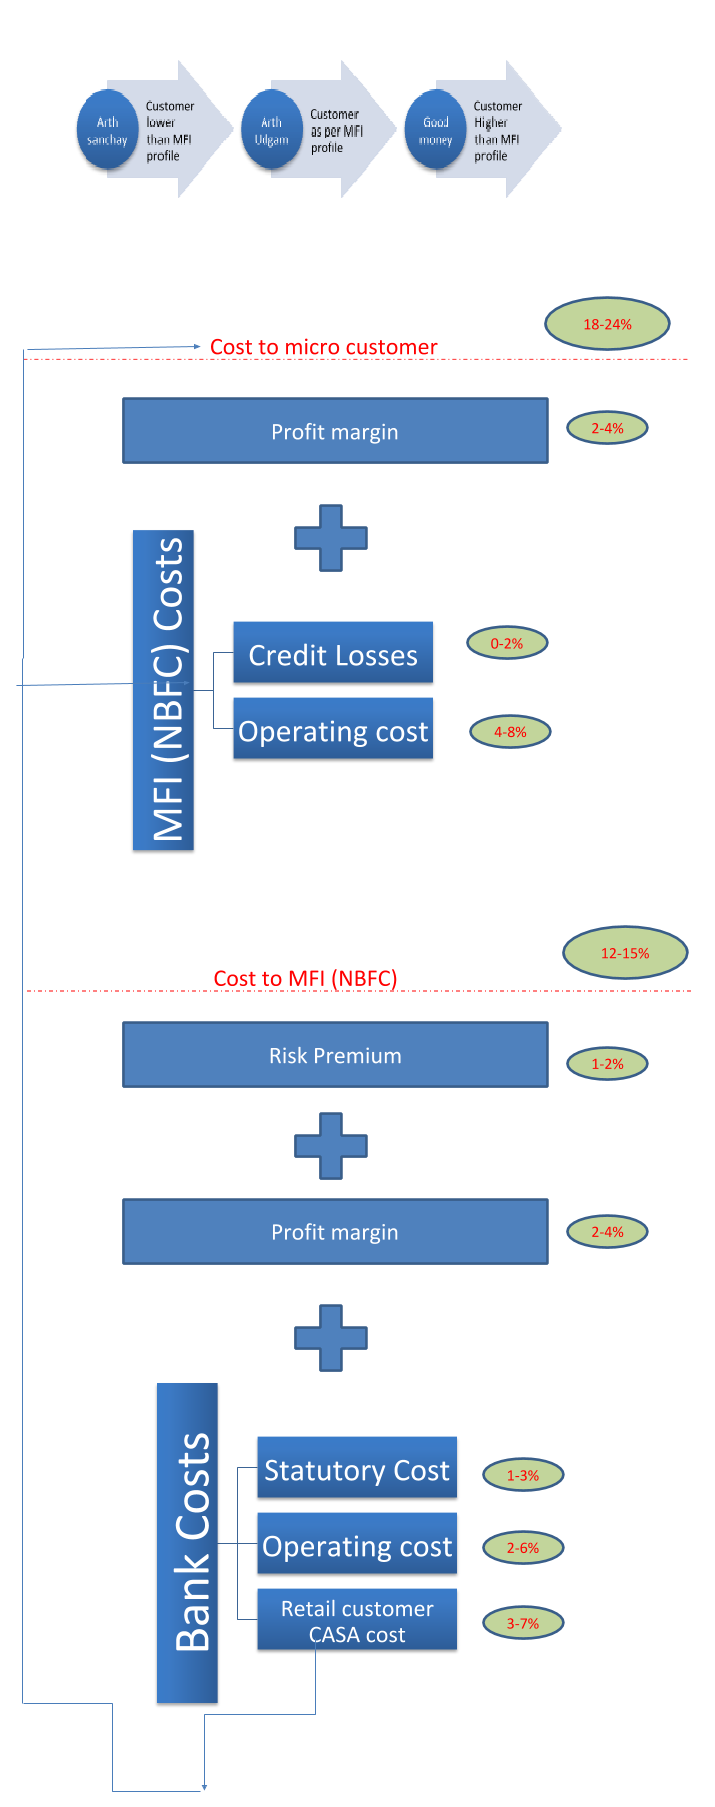 Arth
sanchay
Customer
lower
than MFI
profile
Arth
Udgam
Customer
as per MFI
profile
Good
money
Customer
Higher
than MFI
profile
18-24%
Cost to micro customer
Profit margin
2-4%
MFI (NBFC) Costs
Credit Losses
0-2%
Operating cost
4-8%
12-15%
Cost to MFI (NBFC)
Risk Premium
1-2%
Profit margin
2-4%
Bank Costs
Statutory Cost
1-3%
Operating cost
2-6%
Retail customer
CASA cost
3-7%